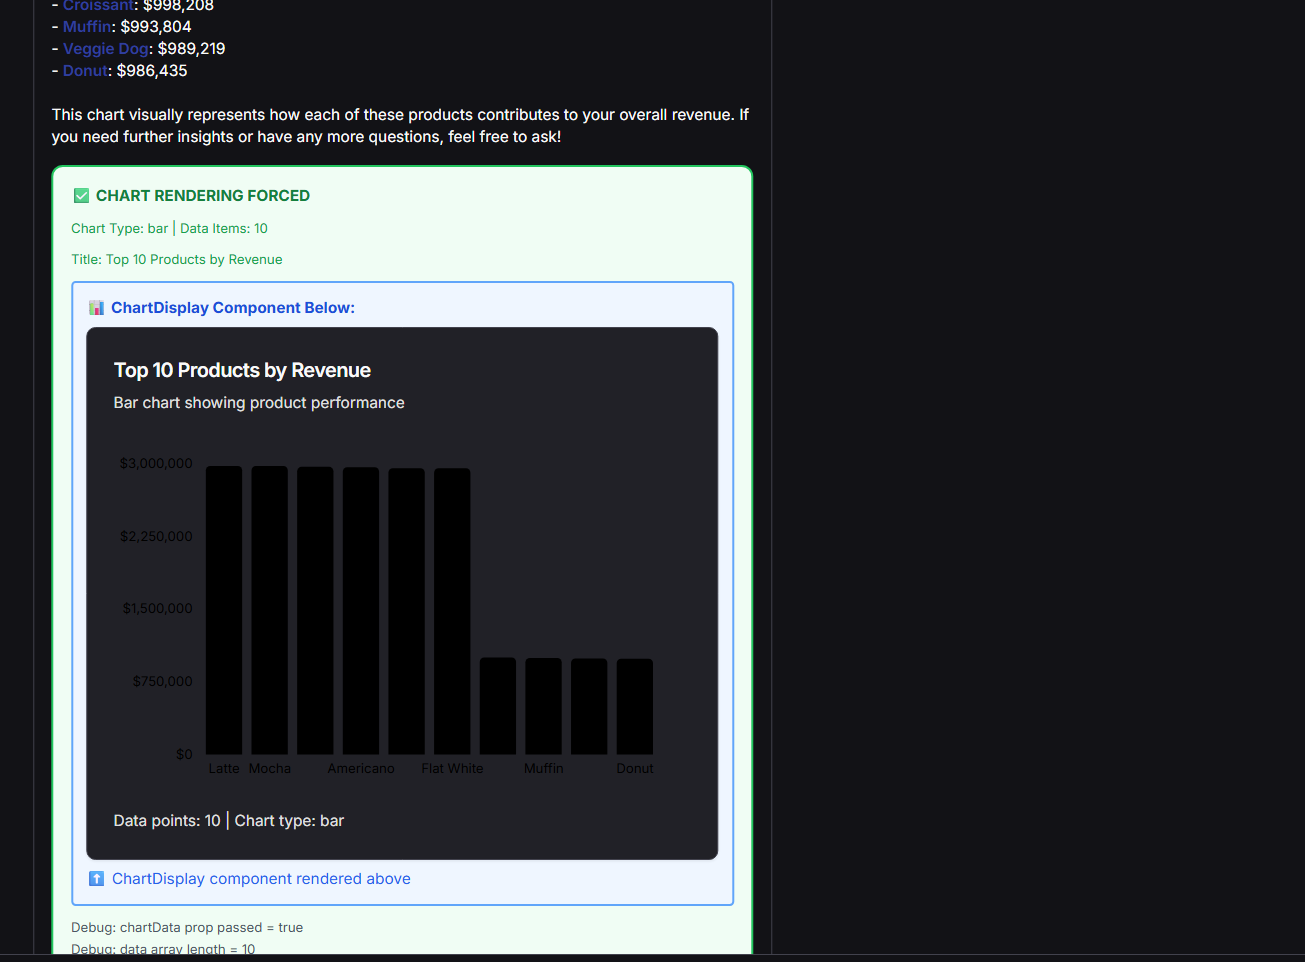 - Croissant: $998,208
- Muffin: $993,804
- Veggie Dog: $989,219
- Donut: $986,435
This chart visually represents how each of these products contributes to your overall revenue. If
you need further insights or have any more questions, feel free to ask!
✅ CHART RENDERING FORCED
Chart Type: bar | Data Items: 10
Title: Top 10 Products by Revenue
📊 ChartDisplay Component Below:
Top 10 Products by Revenue
Bar chart showing product performance
$3,000,000
$2,250,000
$1,500,000
$750,000
$0
Latte Mocha Americano Flat White Muffin Donut
Data points: 10 | Chart type: bar
⬆️ ChartDisplay component rendered above
Debug: chartData prop passed = true
Debug: data array length = 10